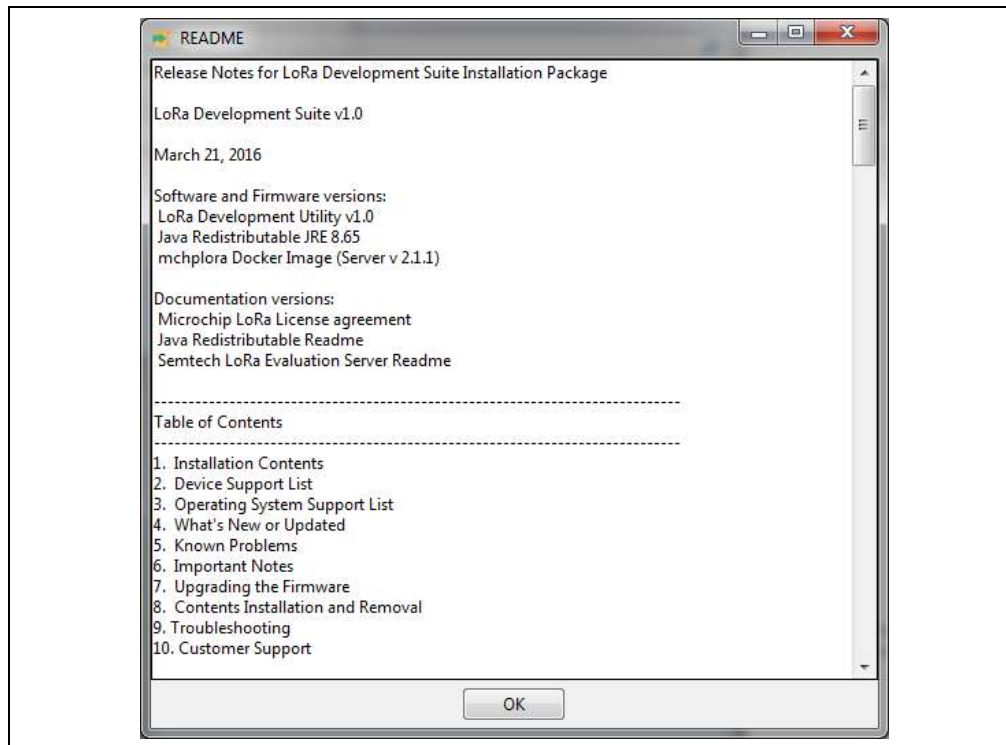 README
Release Notes for LoRa Development Suite Installation Package
LoRa Development Suite v1.0
March 21, 2016
Software and Firmware versions:
LoRa Development Utility v1.0
Java Redistributable JRE 8.65
mchplora Docker Image (Server v 2.1.1)
Documentation versions:
Microchip LoRa License agreement
Java Redistributable Readme
Semtech LoRa Evaluation Server Readme
--------------------------------------------------------------------------------
Table of Contents
--------------------------------------------------------------------------------
1. Installation Contents
2. Device Support List
3. Operating System Support List
4. What's New or Updated
5. Known Problems
6. Important Notes
7. Upgrading the Firmware
8. Contents Installation and Removal
9. Troubleshooting
10. Customer Support
OK